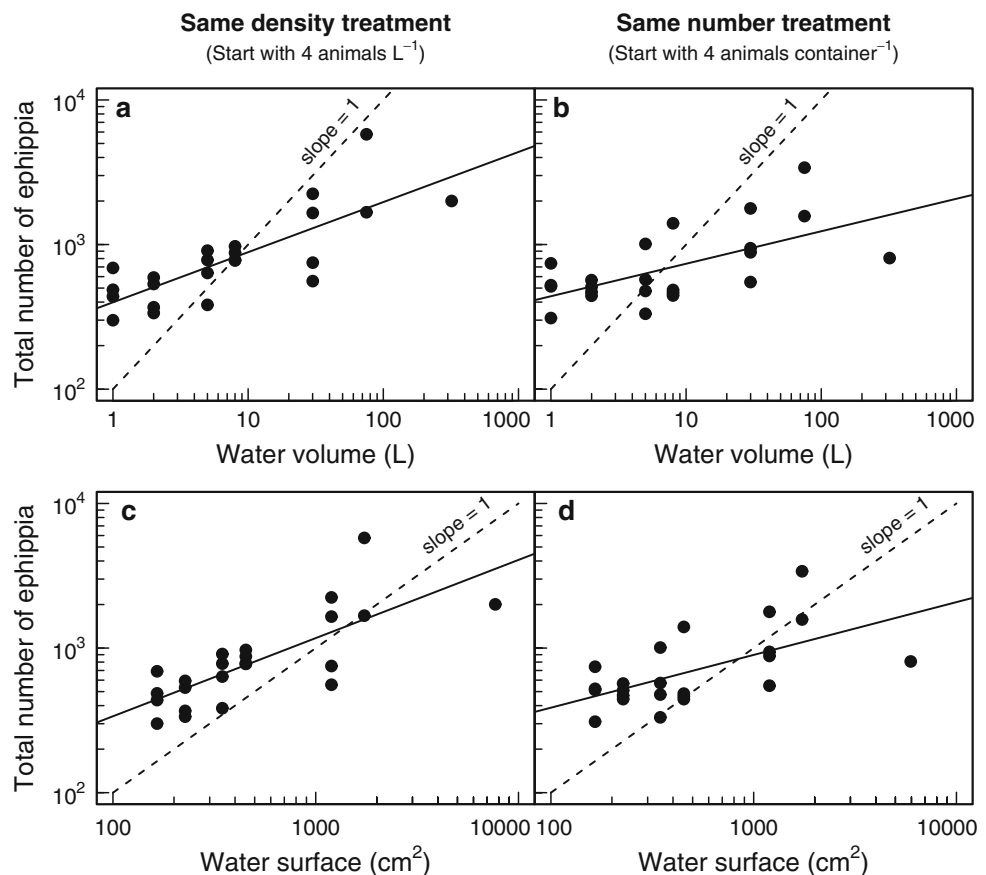 Same density treatment
(Start with 4 animals L⁻¹)
Same number treatment
(Start with 4 animals container⁻¹)
a
slope = 1
b
slope = 1
Total number of ephippia
10⁴
10³
10²
1
10
100
1000
Water volume (L)
1
10
100
1000
Water volume (L)
c
slope = 1
d
slope = 1
Total number of ephippia
10⁴
10³
10²
100
1000
10000
Water surface (cm²)
100
1000
10000
Water surface (cm²)